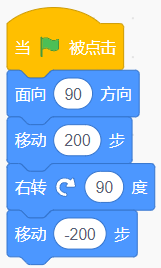 当 被点击
面向 90 方向
移动 200 步
右转 90 度
移动 -200 步